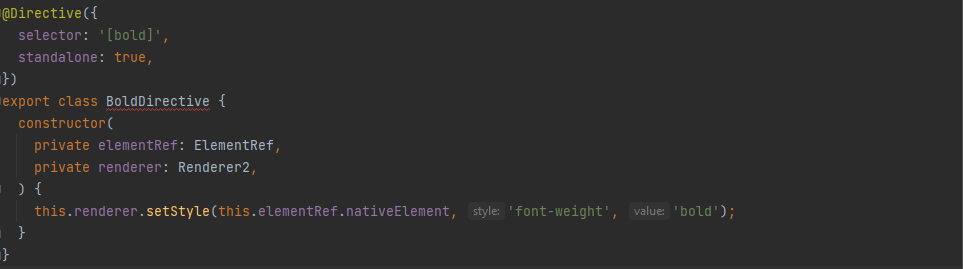 @Directive({
  selector: '[bold]',
  standalone: true,
})
export class BoldDirective {
  constructor(
    private elementRef: ElementRef,
    private renderer: Renderer2,
  ) {
    this.renderer.setStyle(this.elementRef.nativeElement, style: 'font-weight', value: 'bold');
  }
}